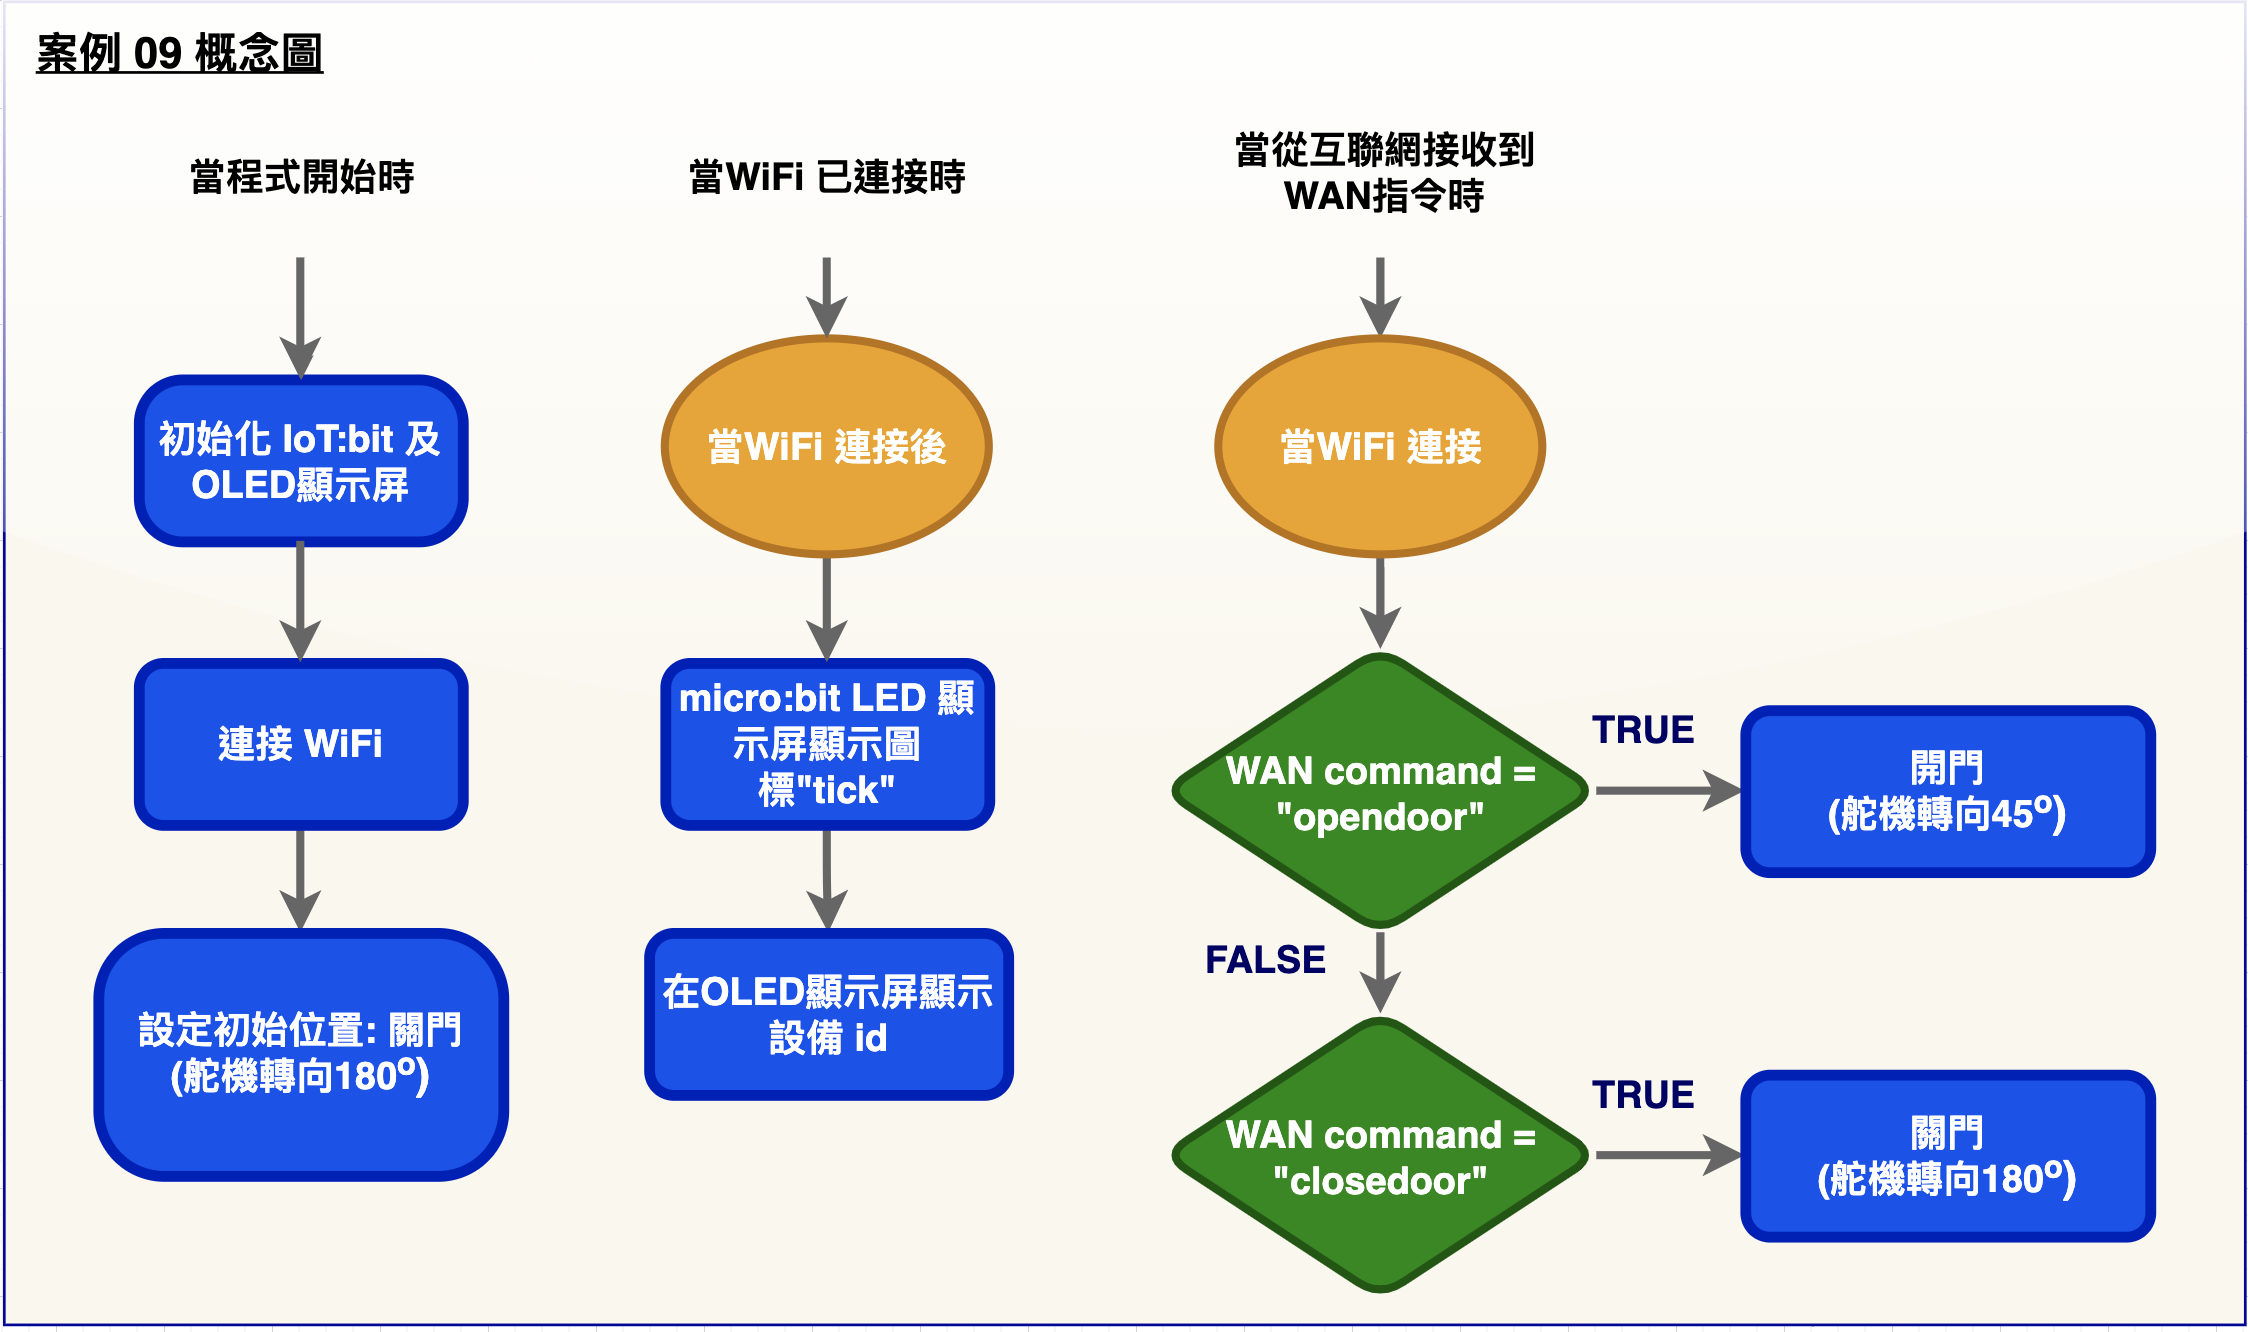 案例 09 概念圖
當程式開始時
初始化 IoT:bit 及
OLED顯示屏
連接 WiFi
設定初始位置: 關門
(舵機轉向180º)
當WiFi 已連接時
當WiFi 連接後
micro:bit LED 顯
示屏顯示圖
標"tick"
在OLED顯示屏顯示
設備 id
當從互聯網接收到
WAN指令時
當WiFi 連接
WAN command =
"opendoor"
TRUE
開門
(舵機轉向45º)
FALSE
WAN command =
"closedoor"
TRUE
關門
(舵機轉向180º)